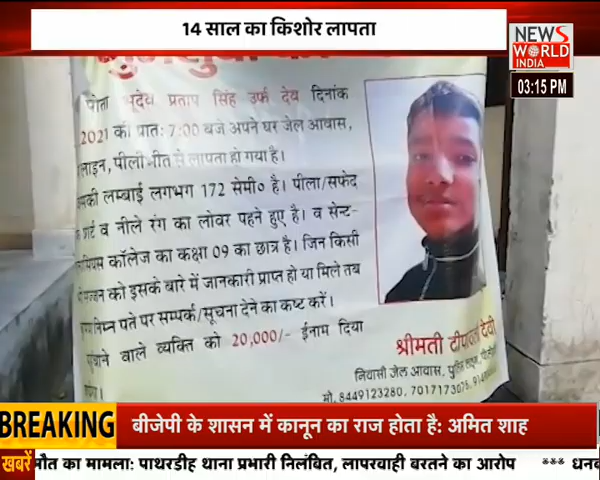 14 साल का किशोर लापता
NEWS
WORLD
INDIA
03:15 PM
पोता भूदेव प्रताप सिंह उर्फ देव दिनांक
2021 को प्रातः 7:00 बजे अपने घर जेल आवास,
लाइन, पीलीभीत से लापता हो गया है।
लम्बाई लगभग 172 सेमी० है। पीला/सफेद
व नीले रंग का लोवर पहने हुए है। व सेन्ट-
कॉलेज का कक्षा 09 का छात्र है। जिन किसी
को इसके बारे में जानकारी प्राप्त हो या मिले तब
निम्न पते पर सम्पर्क/सूचना देने का कष्ट करें।
वाले व्यक्ति को 20,000/- ईनाम दिया
श्रीमती देवी
निवासी जेल आवास, पुलिस
मो. 8449123280,
BREAKING
बीजेपी के शासन में कानून का राज होता है: अमित शाह
खबरें मौत का मामला: पाथरडीह थाना प्रभारी निलंबित, लापरवाही बरतने का आरोप *** धनब